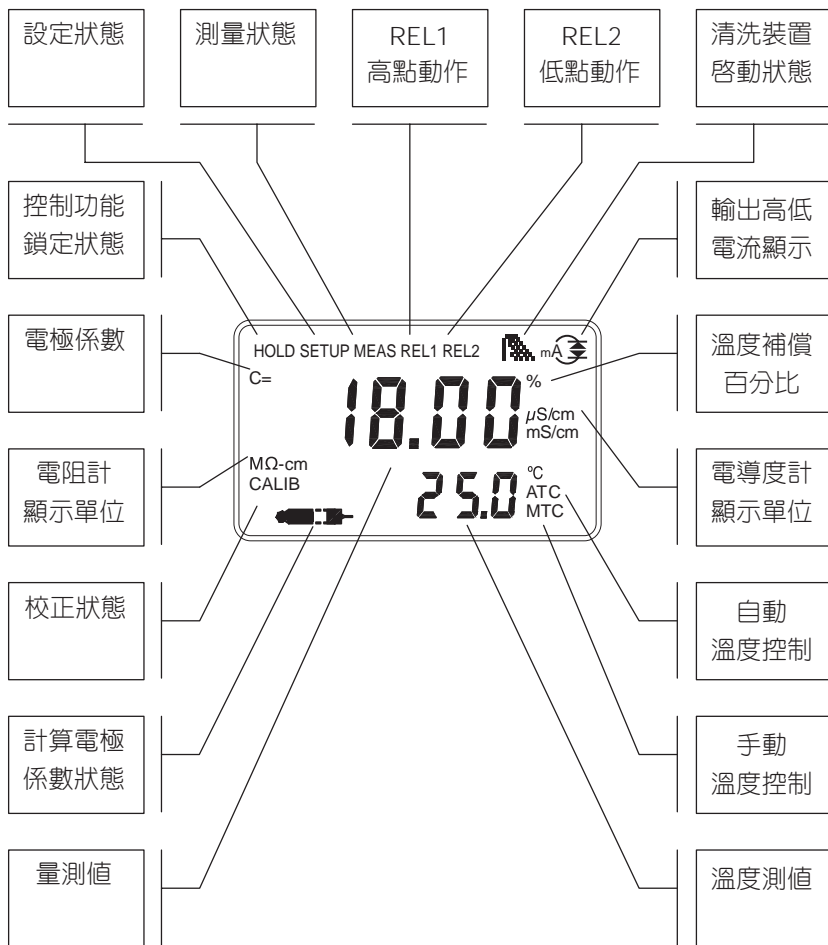 設定狀態
測量狀態
REL1
高點動作
REL2
低點動作
清洗裝置
啓動狀態
控制功能
鎖定狀態
輸出高低
電流顯示
電極係數
溫度補償
百分比
HOLD SETUP MEAS REL1 REL2 mA
C=
18.00
%
µS/cm
mS/cm
MΩ-cm
CALIB
25.0
℃
ATC
MTC
電阻計
顯示單位
電導度計
顯示單位
校正狀態
自動
溫度控制
計算電極
係數狀態
手動
溫度控制
量測值
溫度測值